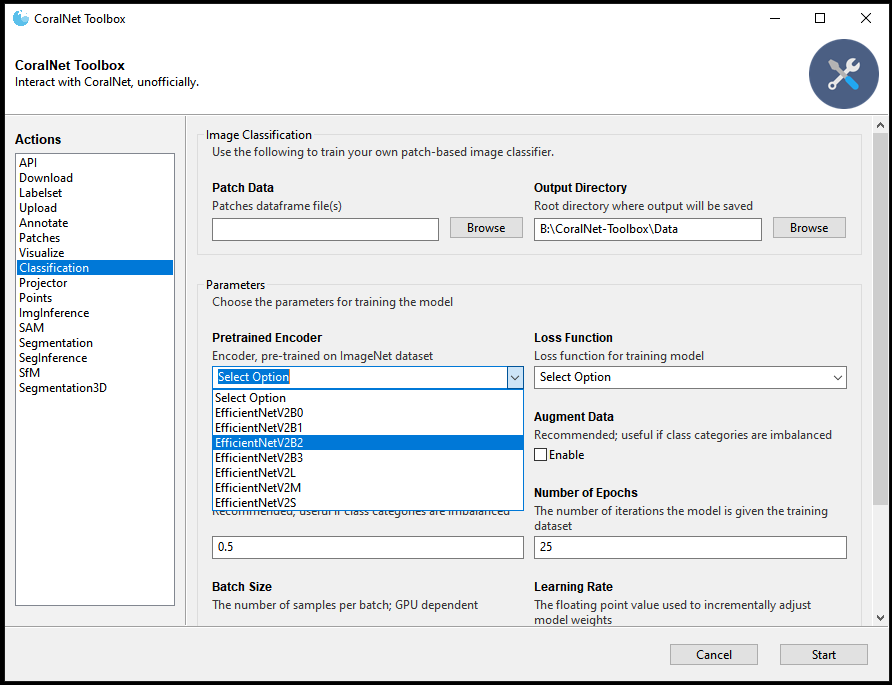 CoralNet Toolbox
CoralNet Toolbox
Interact with CoralNet, unofficially.
Actions
API
Download
Labelset
Upload
Annotate
Patches
Visualize
Classification
Projector
Points
ImgInference
SAM
Segmentation
SegInference
SfM
Segmentation3D
Image Classification
Use the following to train your own patch-based image classifier.
Patch Data
Patches dataframe file(s)
Browse
Output Directory
Root directory where output will be saved
B:\CoralNet-Toolbox\Data
Browse
Parameters
Choose the parameters for training the model
Pretrained Encoder
Encoder, pre-trained on ImageNet dataset
Select Option
Select Option
EfficientNetV2B0
EfficientNetV2B1
EfficientNetV2B2
EfficientNetV2B3
EfficientNetV2L
EfficientNetV2M
EfficientNetV2S
Loss Function
Loss function for training model
Select Option
Augment Data
Recommended; useful if class categories are imbalanced
Enable
Recommended; useful if class categories are imbalanced
0.5
Number of Epochs
The number of iterations the model is given the training
dataset
25
Batch Size
The number of samples per batch; GPU dependent
Learning Rate
The floating point value used to incrementally adjust
model weights
Cancel
Start